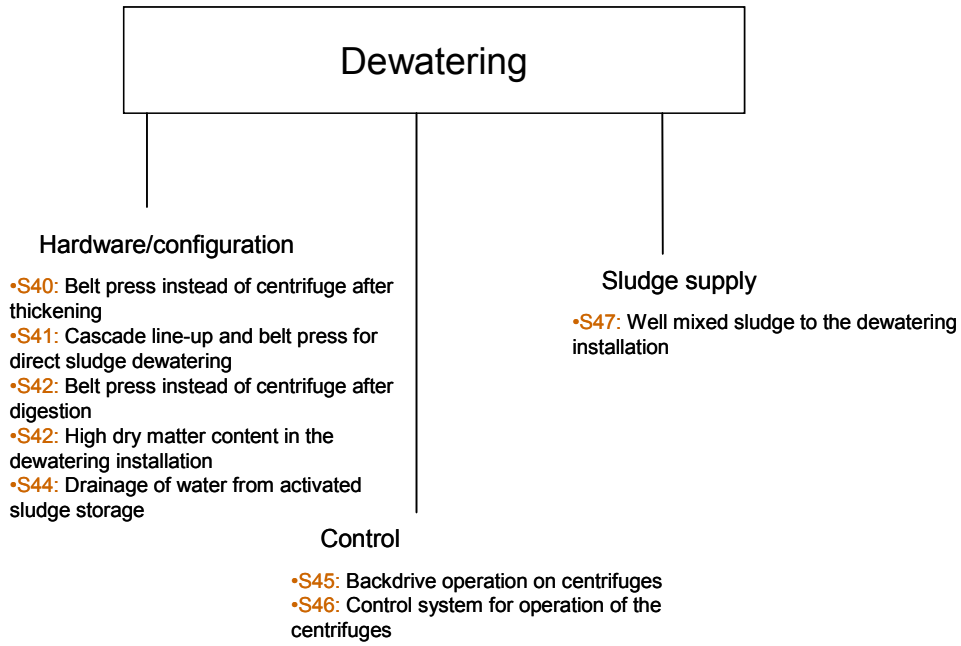 Dewatering
Hardware/configuration
•S40: Belt press instead of centrifuge after
thickening
•S41: Cascade line-up and belt press for
direct sludge dewatering
•S42: Belt press instead of centrifuge after
digestion
•S42: High dry matter content in the
dewatering installation
•S44: Drainage of water from activated
sludge storage
Sludge supply
•S47: Well mixed sludge to the dewatering
installation
Control
•S45: Backdrive operation on centrifuges
•S46: Control system for operation of the
centrifuges